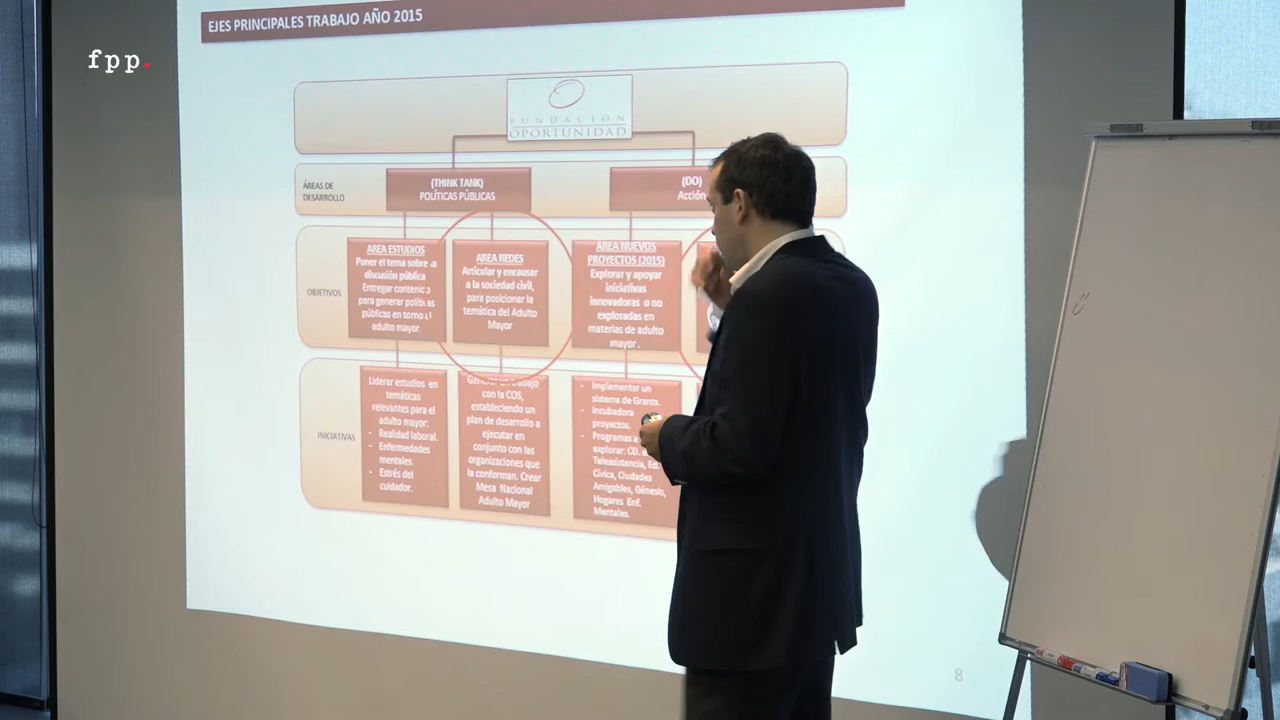 EJES PRINCIPALES TRABAJO AÑO 2015
fpp.
FUNDACIÓN
OPORTUNIDAD
ÁREAS DE
DESARROLLO
(THINK TANK)
POLÍTICAS PÚBLICAS
(DO)
Acción
OBJETIVOS
AREA ESTUDIOS
Poner el tema sobre
discusión pública
Entregar
para generar
públicas en torno
adulto mayor.
AREA REDES
Articular y encausar
a la sociedad civil,
para posicionar la
temática del Adulto
Mayor
ÁREA NUEVOS
PROYECTOS (2015)
Explorar y apoyar
iniciativas
innovadoras o no
exploradas en
materias de adulto
mayor .
INICIATIVAS
Liderar estudios en
temáticas
relevantes para el
adulto mayor:
- Realidad laboral.
- Enfermedades
mentales.
- Estrés del
cuidador.
con la COS,
estableciendo un
plan de desarrollo a
ejecutar en
conjunto con las
organizaciones que
la conforman. Crear
Mesa Nacional
Adulto Mayor
• Implementar un
sistema de Grants.
• Incubadora
proyectos.
• Programas a
explorar: CD,
Teleasistencia, Ed.
Cívica, Ciudades
Amigables, Génesis,
Hogares Enf.
Mentales.
8